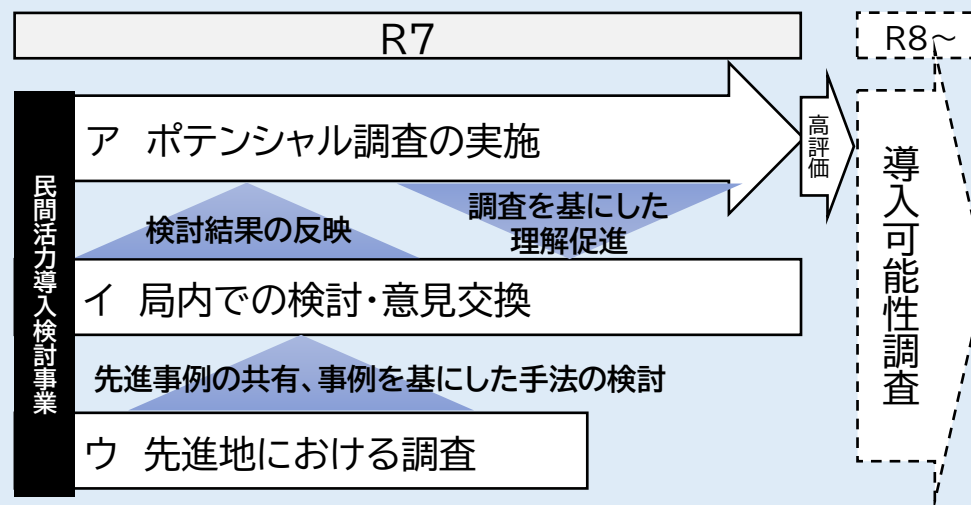 R7
R8～
民間活力導入検討事業
ア ポテンシャル調査の実施
高評価
導入可能性調査
検討結果の反映
調査を基にした
理解促進
イ 局内での検討・意見交換
先進事例の共有、事例を基にした手法の検討
ウ 先進地における調査